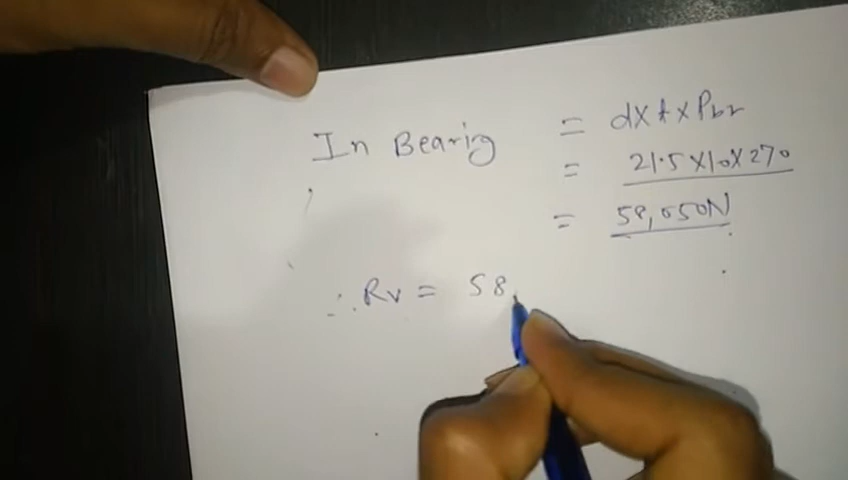 In Bearing = d×t×Pbr
= 21.5×10×270
= 58,050N
∴ Rv = 58,